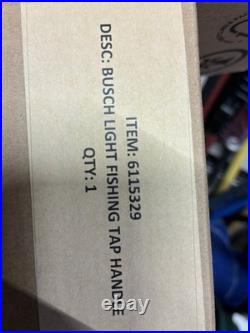 ITEM: 6115329
DESC: BUSCH LIGHT FISHING TAP HANDLE
QTY: 1